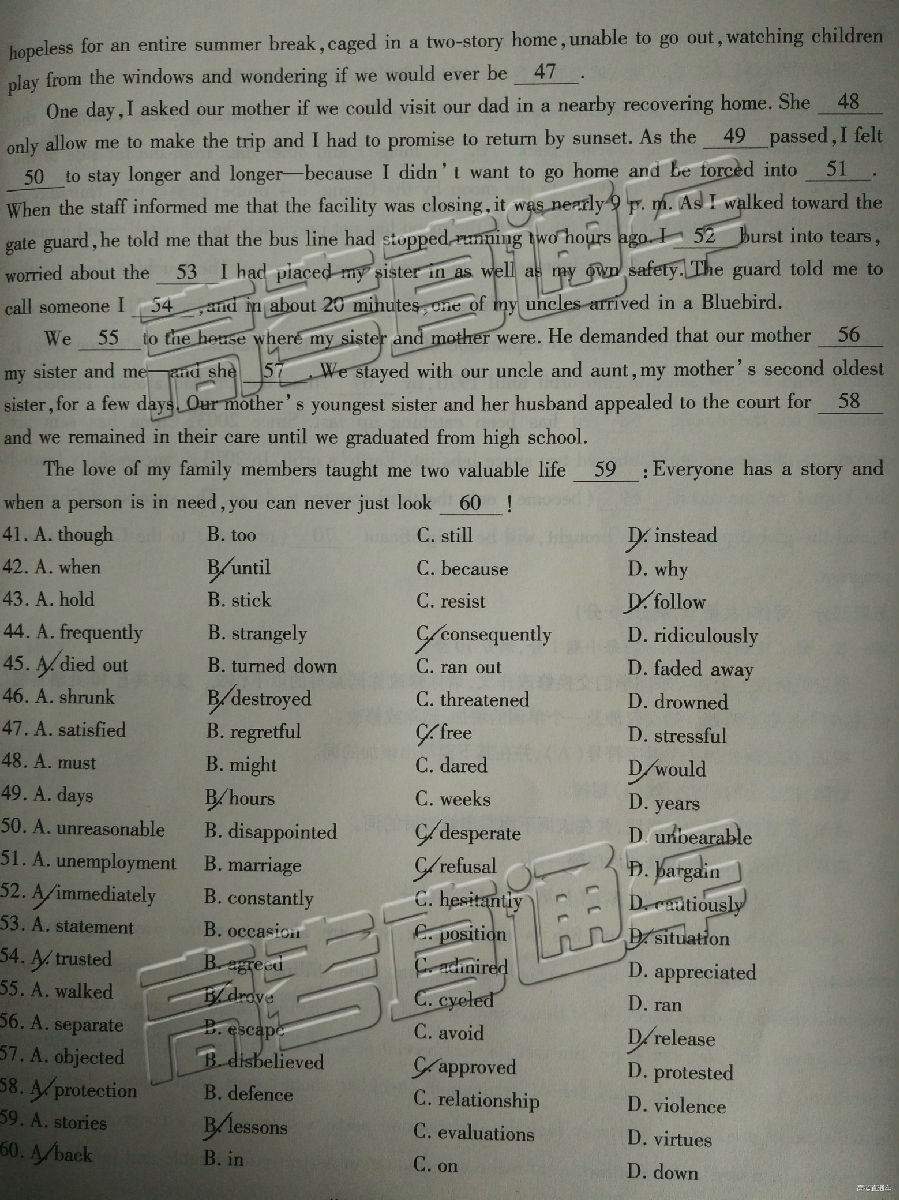 hopeless for an entire summer break,caged in a two-story home,unable to go out,watching children
play from the windows and wondering if we would ever be 47 .
One day,I asked our mother if we could visit our dad in a nearby recovering home. She 48
only allow me to make the trip and I had to promise to return by sunset. As the 49 passed,I felt
50 to stay longer and longer—because I didn't want to go home and be forced into 51 .
When the staff informed me that the facility was closing,it was nearly 9 p. m. As I walked toward the
gate guard,he told me that the bus line had stopped running two hours ago. I 52 burst into tears,
worried about the 53 I had placed my sister in as well as my own safety. The guard told me to
call someone I 54 ,and in about 20 minutes,one of my uncles arrived in a Bluebird.
We 55 to the house where my sister and mother were. He demanded that our mother 56
my sister and me—and she 57 . We stayed with our uncle and aunt,my mother's second oldest
sister,for a few days. Our mother's youngest sister and her husband appealed to the court for 58
and we remained in their care until we graduated from high school.
The love of my family members taught me two valuable life 59 :Everyone has a story and
when a person is in need,you can never just look 60 !
41. A. though B. too C. still D. instead
42. A. when B. until C. because D. why
43. A. hold B. stick C. resist D. follow
44. A. frequently B. strangely C. consequently D. ridiculously
45. A. died out B. turned down C. ran out D. faded away
46. A. shrunk B. destroyed C. threatened D. drowned
47. A. satisfied B. regretful C. free D. stressful
48. A. must B. might C. dared D. would
49. A. days B. hours C. weeks D. years
50. A. unreasonable B. disappointed C. desperate D. unbearable
51. A. unemployment B. marriage C. refusal D. bargain
52. A. immediately B. constantly C. hesitantly D. cautiously
53. A. statement B. occasion C. position D. situation
54. A. trusted B. agreed C. admired D. appreciated
55. A. walked B. drove C. cycled D. ran
56. A. separate B. escape C. avoid D. release
57. A. objected B. disbelieved C. approved D. protested
58. A. protection B. defence C. relationship D. violence
59. A. stories B. lessons C. evaluations D. virtues
60. A. back B. in C. on D. down
高考直通车
高考直通车
高考直通车